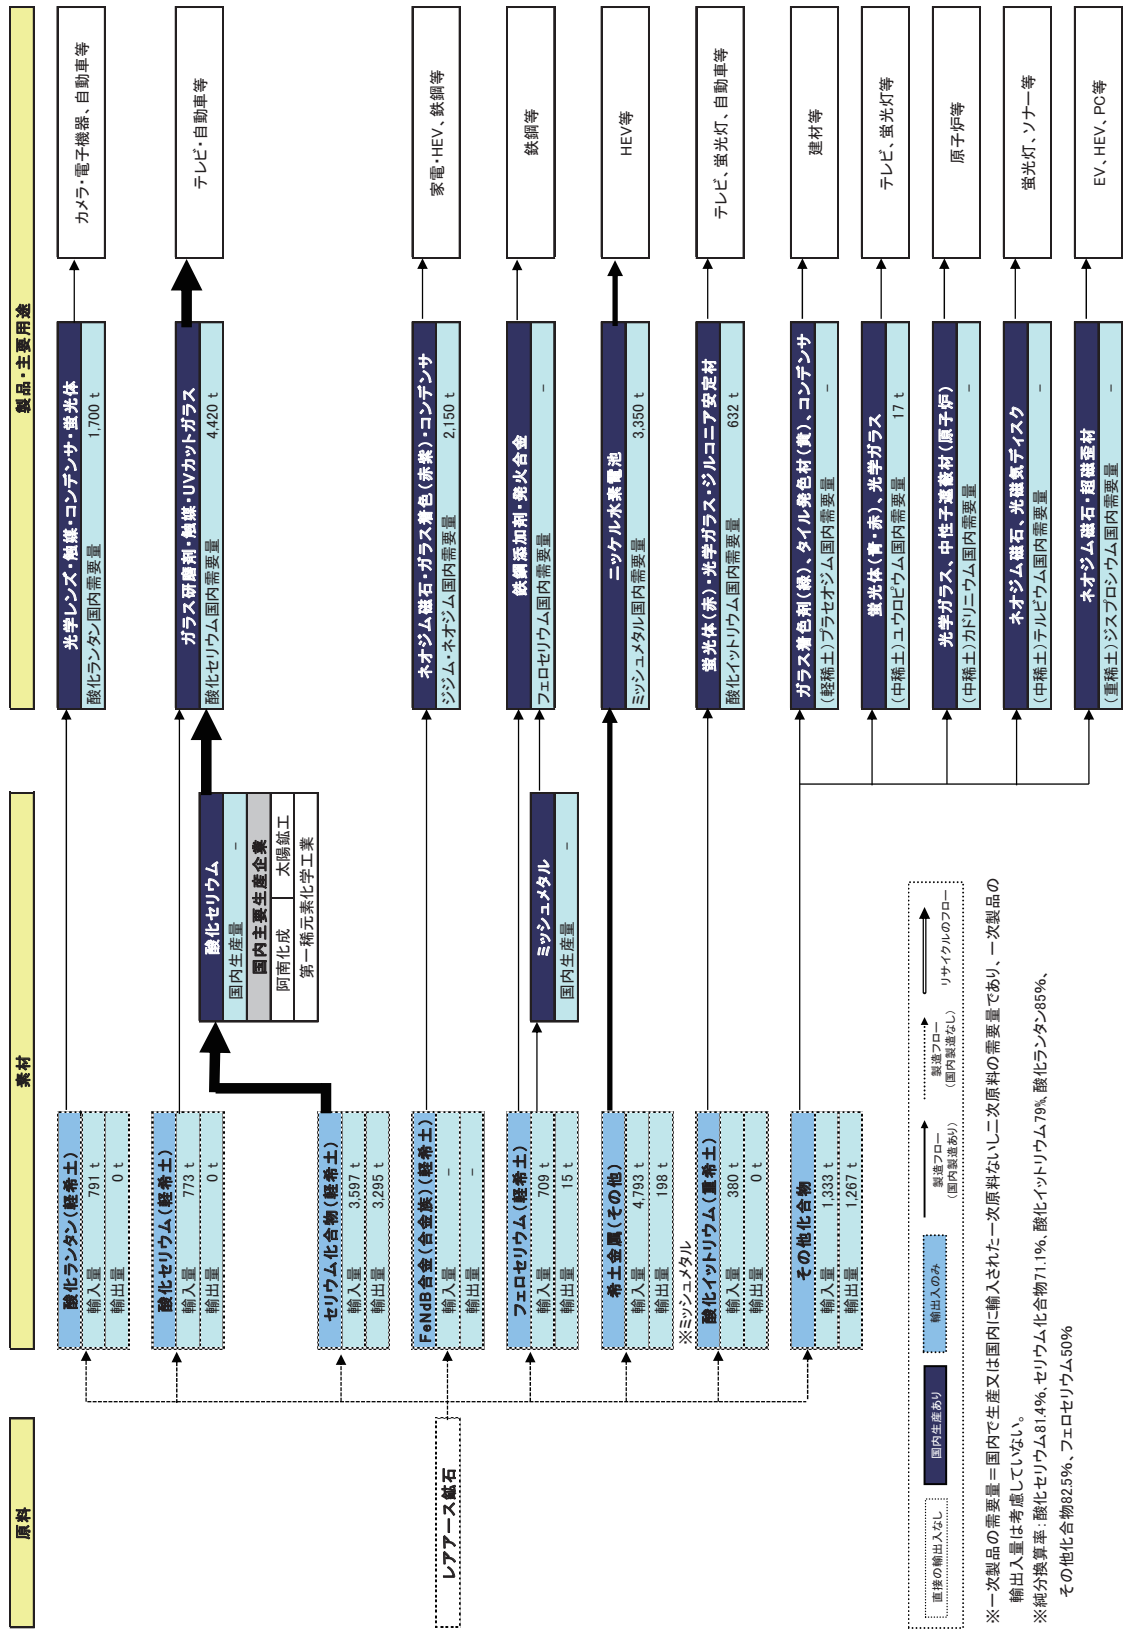 原料
素材
製品・主要用途
レアアース鉱石
酸化ランタン(軽希土)
輸入量 791 t
輸出量 0 t
酸化セリウム(軽希土)
輸入量 773 t
輸出量 0 t
セリウム化合物(軽希土)
輸入量 3,597 t
輸出量 3,295 t
FeNdB合金(合金族)(軽希土)
輸入量 －
輸出量 －
フェロセリウム(軽希土)
輸入量 709 t
輸出量 15 t
希土金属(その他)
輸入量 4,793 t
輸出量 198 t
※ミッシュメタル
酸化イットリウム(重希土)
輸入量 380 t
輸出量 0 t
その他化合物
輸入量 1,333 t
輸出量 1,267 t
酸化セリウム
国内生産量 －
国内主要生産企業
阿南化成 太陽鉱工
第一稀元素化学工業
ミッシュメタル
国内生産量 －
光学レンズ・触媒・コンデンサ・蛍光体
酸化ランタン国内需要量 1,700 t
ガラス研磨剤・触媒・UVカットガラス
酸化セリウム国内需要量 4,420 t
ネオジム磁石・ガラス着色(赤紫)・コンデンサ
ジジム・ネオジム国内需要量 2,150 t
鉄鋼添加剤・発火合金
フェロセリウム国内需要量 －
ニッケル水素電池
ミッシュメタル国内需要量 3,350 t
蛍光体(赤)・光学ガラス・ジルコニア安定材
酸化イットリウム国内需要量 632 t
ガラス着色剤(緑)、タイル発色材(黄)、コンデンサ
(軽稀土)プラセオジム国内需要量 －
蛍光体(青・赤)、光学ガラス
(中稀土)ユウロピウム国内需要量 17 t
光学ガラス、中性子遮蔽材(原子炉)
(中稀土)カドリニウム国内需要量 －
ネオジム磁石、光磁気ディスク
(中稀土)テルビウム国内需要量 －
ネオジム磁石・超磁歪材
(重稀土)ジスプロシウム国内需要量 －
カメラ・電子機器、自動車等
テレビ・自動車等
家電・HEV、鉄鋼等
鉄鋼等
HEV等
テレビ、蛍光灯、自動車等
建材等
テレビ、蛍光灯等
原子炉等
蛍光灯、ソナー等
EV、HEV、PC等
直接の輸出入なし
国内生産あり
輸出入のみ
製造フロー
(国内製造あり)
製造フロー
(国内製造なし)
リサイクルのフロー
※一次製品の需要量＝国内で生産又は国内に輸入された一次原料ないし二次原料の需要量であり、一次製品の
輸出入量は考慮していない。
※純分換算率：酸化セリウム81.4%、セリウム化合物71.1%、酸化イットリウム79%、酸化ランタン85%、
その他化合物82.5%、フェロセリウム50%